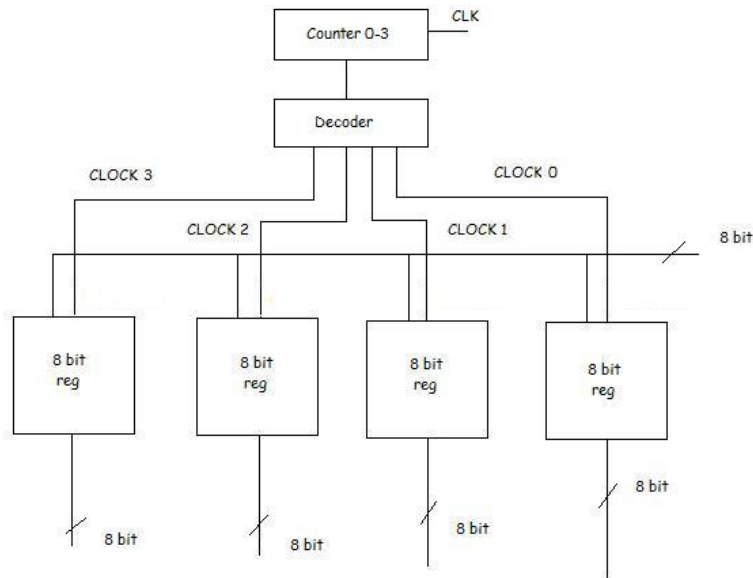 CLK
Counter 0-3
Decoder
CLOCK 3
CLOCK 0
CLOCK 2
CLOCK 1
8 bit
8 bit
reg
8 bit
reg
8 bit
reg
8 bit
reg
8 bit
8 bit
8 bit
8 bit